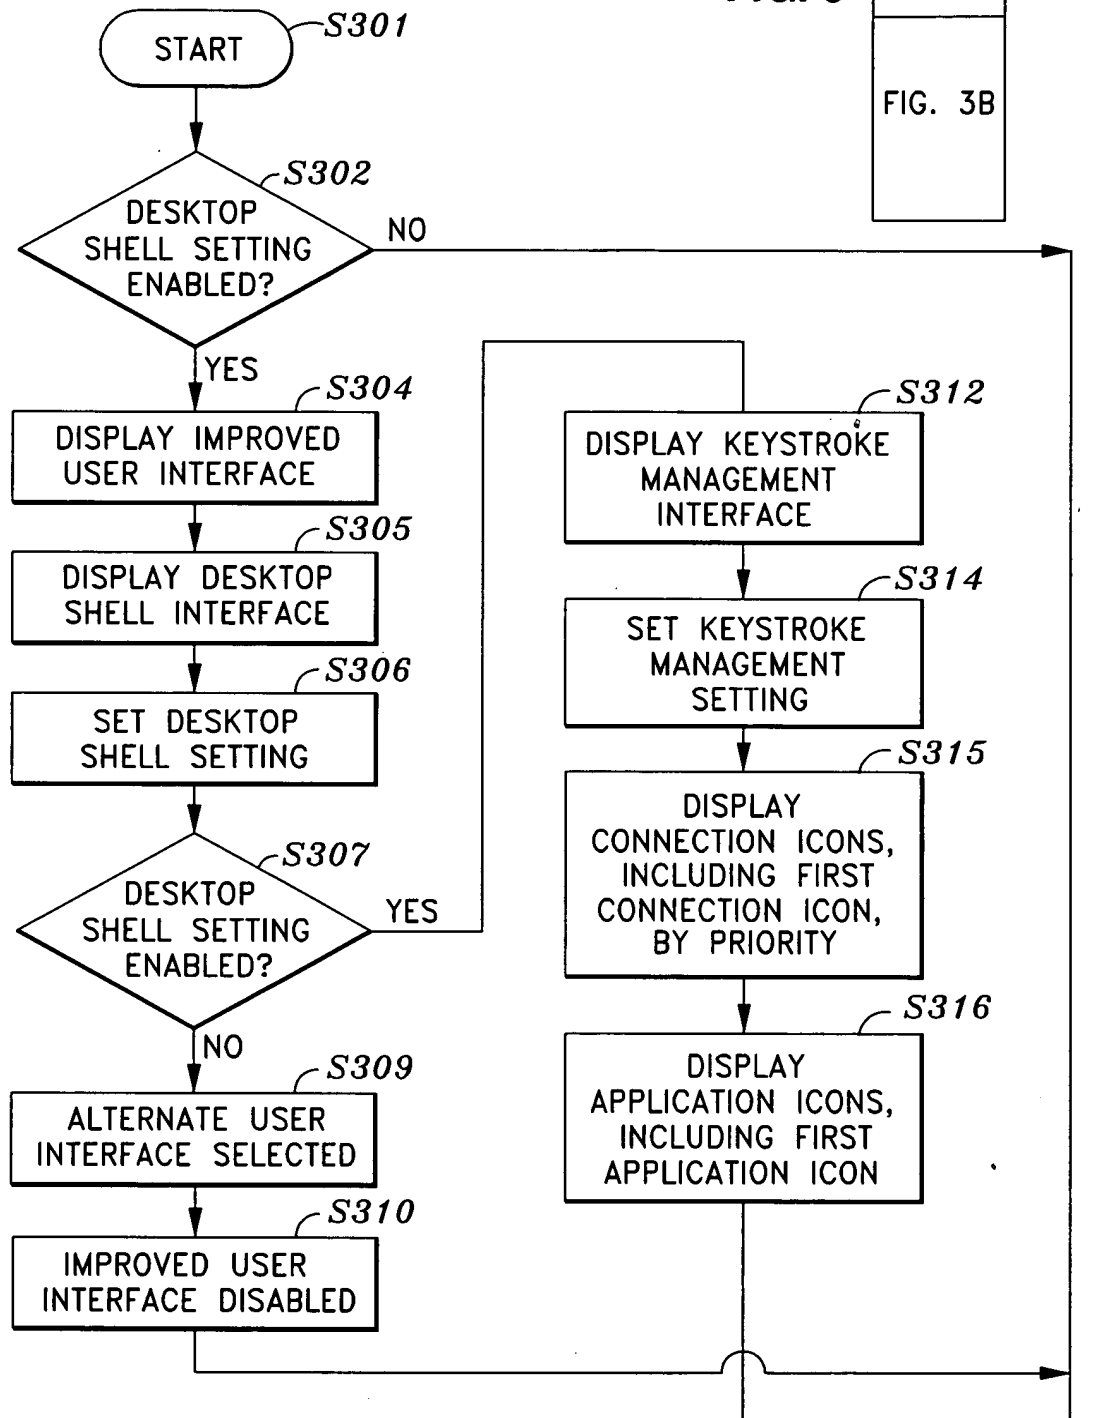 START
S301
FIG. 3B
S302
DESKTOP
SHELL SETTING
ENABLED?
NO
YES
S304
DISPLAY IMPROVED
USER INTERFACE
S305
DISPLAY DESKTOP
SHELL INTERFACE
S306
SET DESKTOP
SHELL SETTING
S307
DESKTOP
SHELL SETTING
ENABLED?
YES
NO
S309
ALTERNATE USER
INTERFACE SELECTED
S310
IMPROVED USER
INTERFACE DISABLED
S312
DISPLAY KEYSTROKE
MANAGEMENT
INTERFACE
S314
SET KEYSTROKE
MANAGEMENT
SETTING
S315
DISPLAY
CONNECTION ICONS,
INCLUDING FIRST
CONNECTION ICON,
BY PRIORITY
S316
DISPLAY
APPLICATION ICONS,
INCLUDING FIRST
APPLICATION ICON